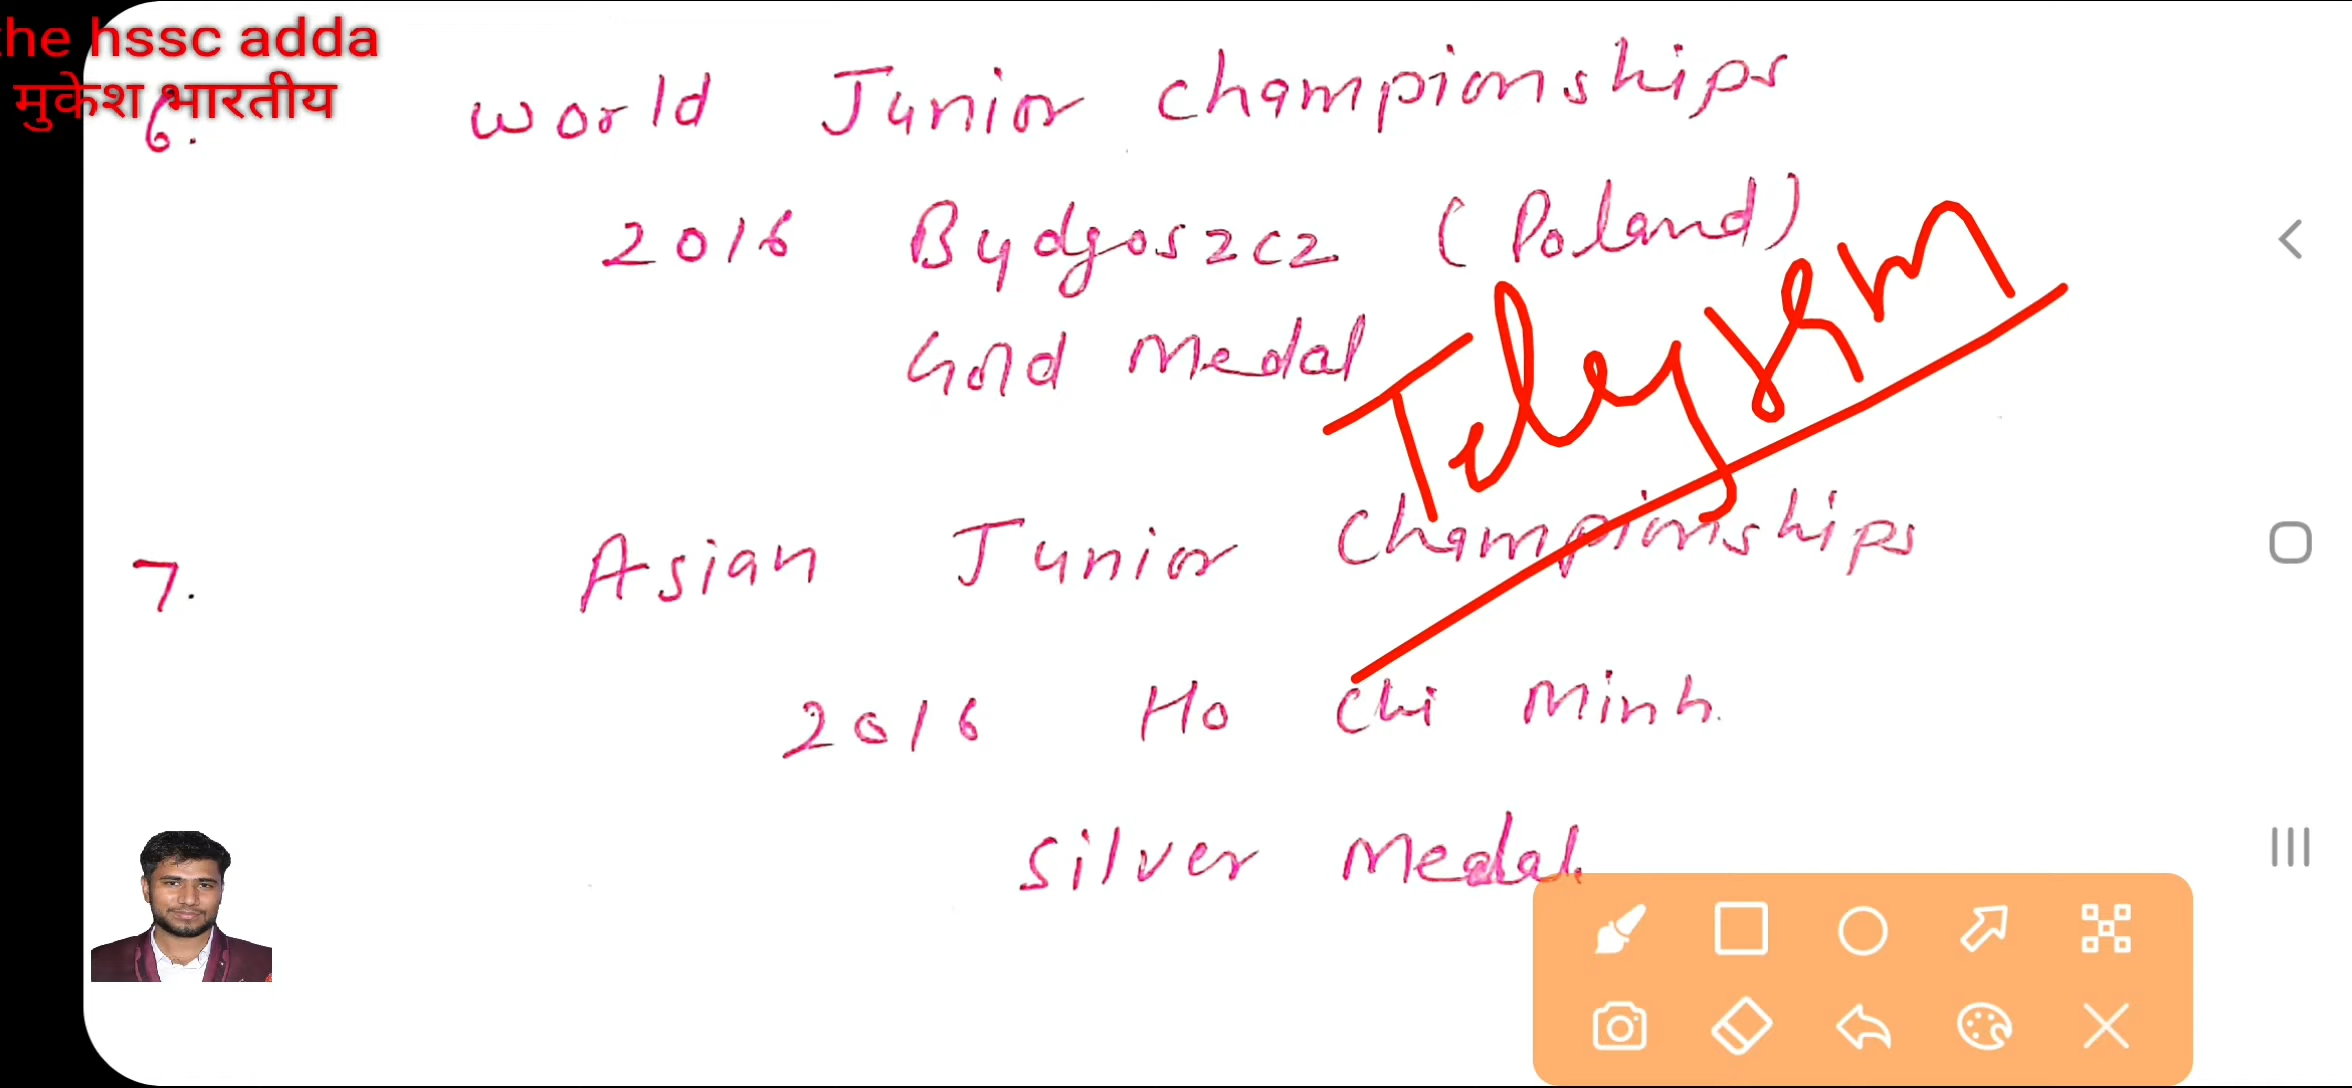 the hssc adda
मुकेश भारतीय
6. World Junior Championships
2016 Bydgoszcz (Poland)
Gold Medal
Telegram
7. Asian Junior Championships
2016 Ho Chi Minh.
Silver Medal.